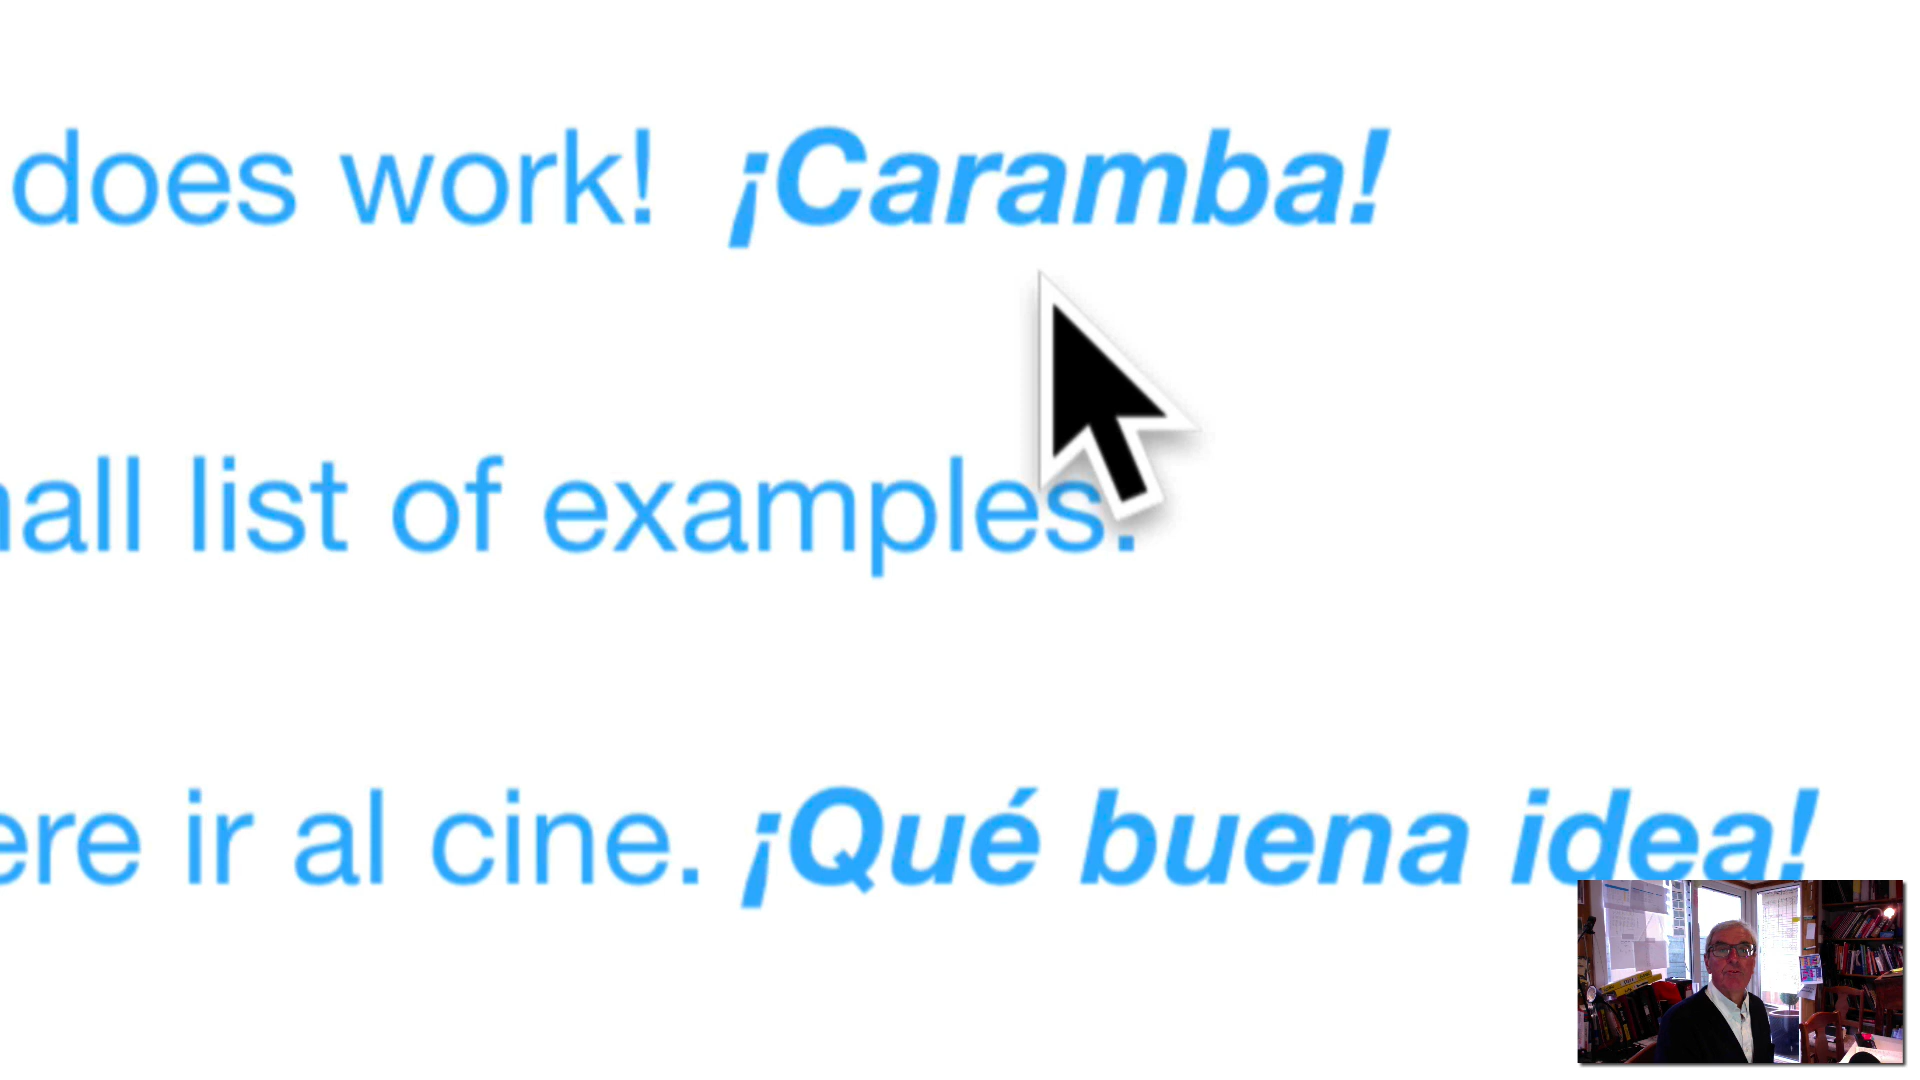 does work! ¡Caramba!
all list of examples.
ere ir al cine. ¡Qué buena idea!